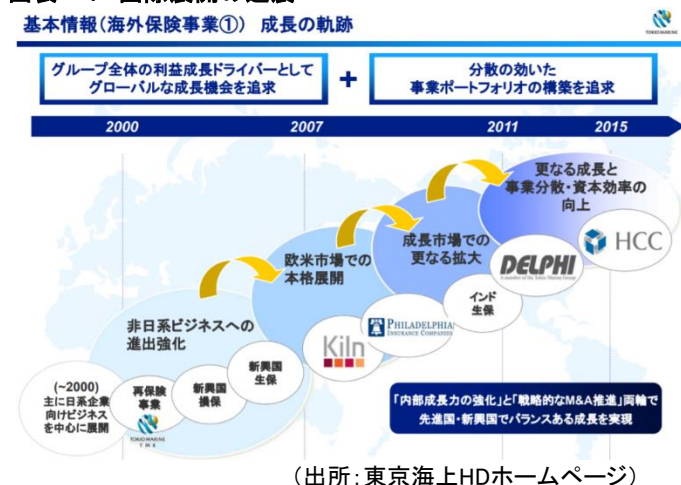 基本情報(海外保険事業①) 成長の軌跡
TOKIO MARINE
グループ全体の利益成長ドライバーとして
グローバルな成長機会を追求
+
分散の効いた
事業ポートフォリオの構築を追求
2000
2007
2011
2015
更なる成長と
事業分散・資本効率の
向上
HCC
成長市場での
更なる拡大
DELPHI
A member of the Tokio Marine Group
欧米市場での
本格展開
インド
生保
PHILADELPHIA
INSURANCE COMPANIES
非日系ビジネスへの
進出強化
Kiln
新興国
生保
新興国
損保
再保険
事業
TOKIO MARINE
(~2000)
主に日系企業
向けビジネス
を中心に展開
「内部成長力の強化」と「戦略的なM&A推進」両輪で
先進国・新興国でバランスある成長を実現
(出所:東京海上HDホームページ)